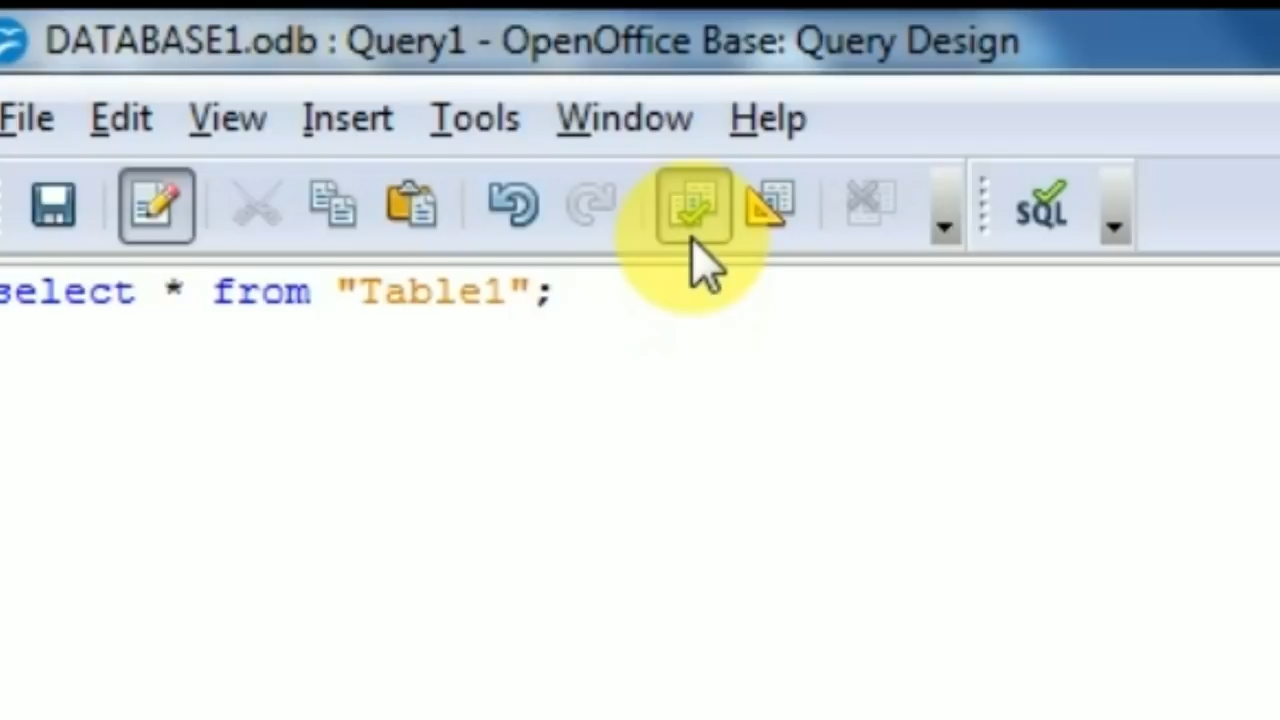 DATABASE1.odb : Query1 - OpenOffice Base: Query Design
File Edit View Insert Tools Window Help
SQL
select * from "Table1";